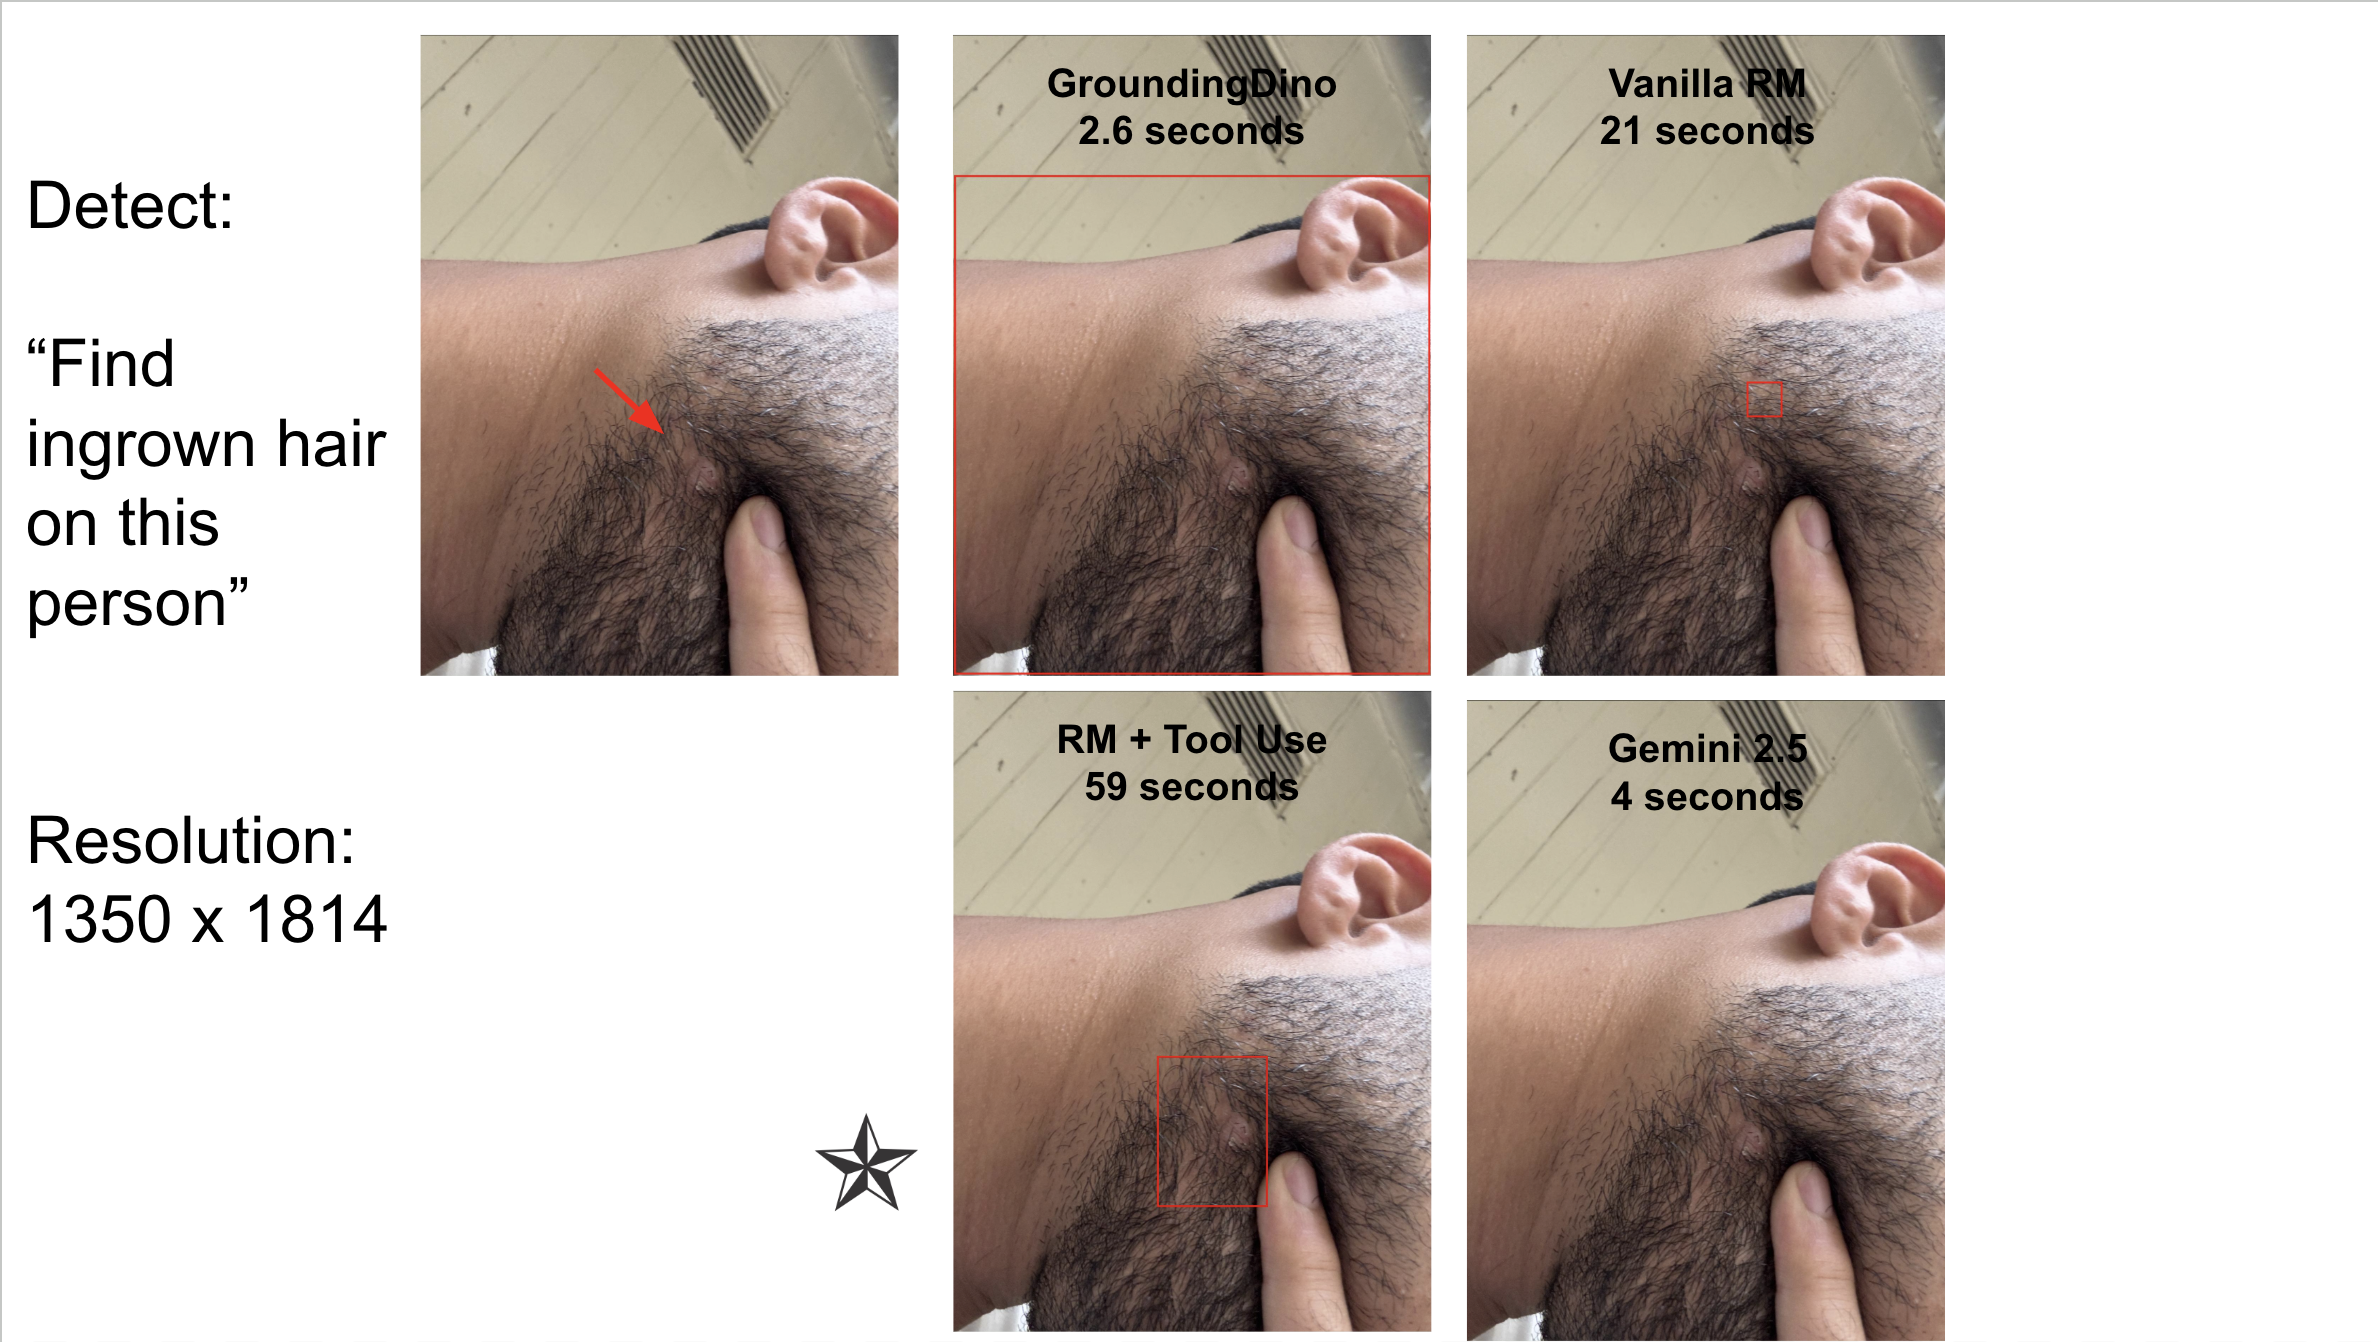 Detect:
“Find
ingrown hair
on this
person”
Resolution:
1350 x 1814
GroundingDino
2.6 seconds
Vanilla RM
21 seconds
RM + Tool Use
59 seconds
Gemini 2.5
4 seconds